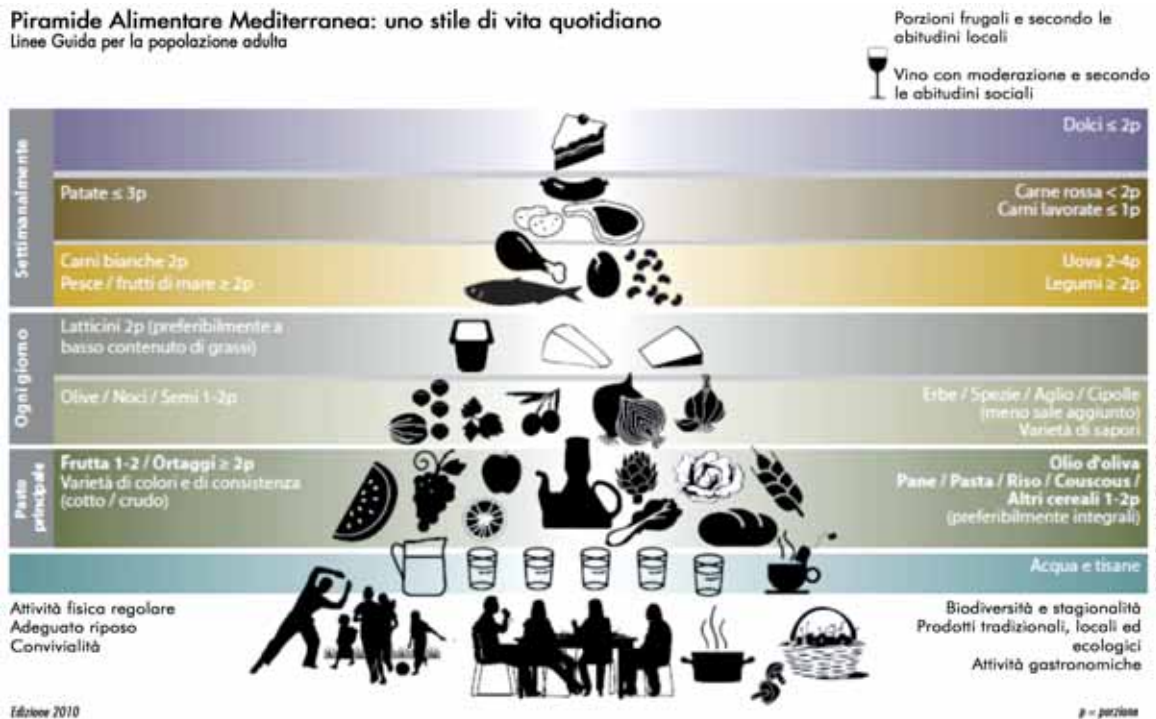 Piramide Alimentare Mediterranea: uno stile di vita quotidiano
Linee Guida per la popolazione adulta
Porzioni frugali e secondo le
abitudini locali
Vino con moderazione e secondo
le abitudini sociali
Settimanalmente
Dolci ≤ 2p
Patate ≤ 3p
Carne rossa < 2p
Carni lavorate ≤ 1p
Carni bianche 2p
Pesce / frutti di mare ≥ 2p
Uova 2-4p
Legumi ≥ 2p
Ogni giorno
Latticini 2p (preferibilmente a
basso contenuto di grassi)
Olive / Noci / Semi 1-2p
Erbe / Spezie / Aglio / Cipolle
(meno sale aggiunto)
Varietà di sapori
Pasto
principale
Frutta 1-2 / Ortaggi ≥ 2p
Varietà di colori e di consistenza
(cotto / crudo)
Olio d'oliva
Pane / Pasta / Riso / Couscous /
Altri cereali 1-2p
(preferibilmente integrali)
Acqua e tisane
Attività fisica regolare
Adeguato riposo
Convivialità
Biodiversità e stagionalità
Prodotti tradizionali, locali ed
ecologici
Attività gastronomiche
Edizione 2010
p = porzione